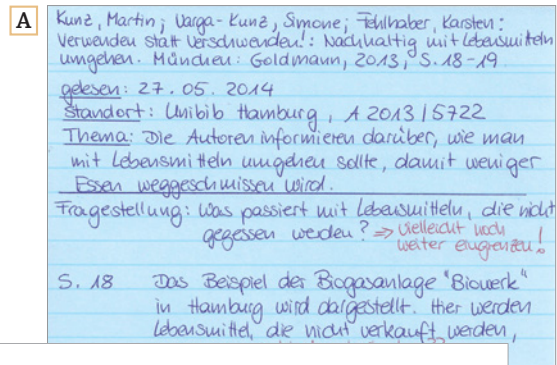 A
Kunz, Martin; Varga-Kunz, Simone; Fehlhaber, Karsten:
Verwenden statt verschwenden!: Nachhaltig mit Lebensmitteln
umgehen. München: Goldmann, 2013, S. 18-19
gelesen: 27. 05. 2014
Standort: Unibib Hamburg, A 2013 | 5722
Thema: Die Autoren informieren darüber, wie man
mit Lebensmitteln umgehen sollte, damit weniger
Essen weggeschmissen wird.
Fragestellung: Was passiert mit Lebensmitteln, die nicht
gegessen werden? ⇒ vielleicht noch
weiter eingrenzen!
S. 18 Das Beispiel der Biogasanlage "Biowerk"
in Hamburg wird dargestellt. Hier werden
Lebensmittel, die nicht verkauft werden,